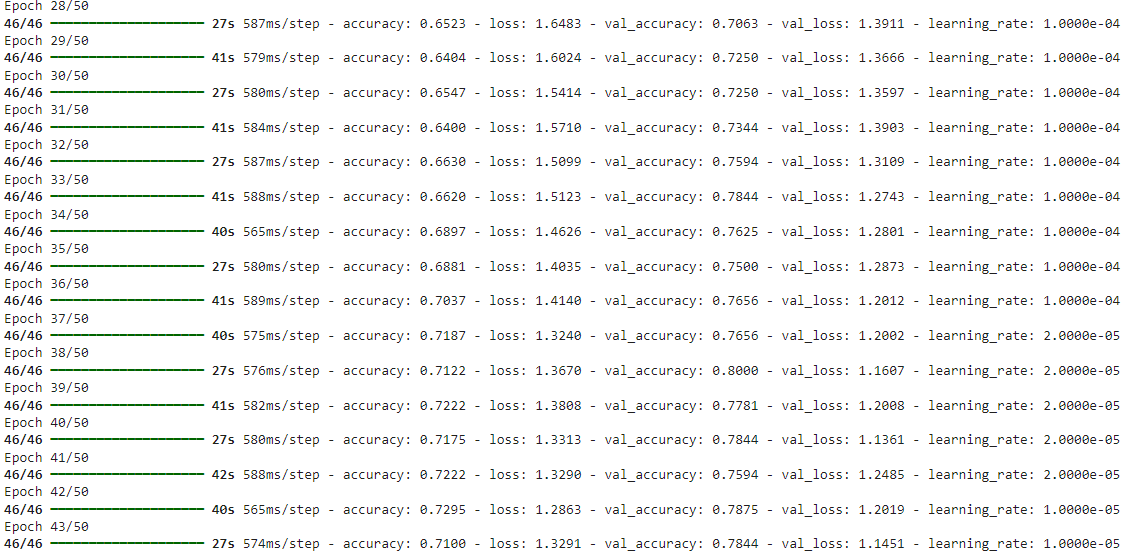 Epoch 28/50
46/46 ━━━━━━━━━━━━━━━━━━━━ 27s 587ms/step - accuracy: 0.6523 - loss: 1.6483 - val_accuracy: 0.7063 - val_loss: 1.3911 - learning_rate: 1.0000e-04
Epoch 29/50
46/46 ━━━━━━━━━━━━━━━━━━━━ 41s 579ms/step - accuracy: 0.6404 - loss: 1.6024 - val_accuracy: 0.7250 - val_loss: 1.3666 - learning_rate: 1.0000e-04
Epoch 30/50
46/46 ━━━━━━━━━━━━━━━━━━━━ 27s 580ms/step - accuracy: 0.6547 - loss: 1.5414 - val_accuracy: 0.7250 - val_loss: 1.3597 - learning_rate: 1.0000e-04
Epoch 31/50
46/46 ━━━━━━━━━━━━━━━━━━━━ 41s 584ms/step - accuracy: 0.6400 - loss: 1.5710 - val_accuracy: 0.7344 - val_loss: 1.3903 - learning_rate: 1.0000e-04
Epoch 32/50
46/46 ━━━━━━━━━━━━━━━━━━━━ 27s 587ms/step - accuracy: 0.6630 - loss: 1.5099 - val_accuracy: 0.7594 - val_loss: 1.3109 - learning_rate: 1.0000e-04
Epoch 33/50
46/46 ━━━━━━━━━━━━━━━━━━━━ 41s 588ms/step - accuracy: 0.6620 - loss: 1.5123 - val_accuracy: 0.7844 - val_loss: 1.2743 - learning_rate: 1.0000e-04
Epoch 34/50
46/46 ━━━━━━━━━━━━━━━━━━━━ 40s 565ms/step - accuracy: 0.6897 - loss: 1.4626 - val_accuracy: 0.7625 - val_loss: 1.2801 - learning_rate: 1.0000e-04
Epoch 35/50
46/46 ━━━━━━━━━━━━━━━━━━━━ 27s 580ms/step - accuracy: 0.6881 - loss: 1.4035 - val_accuracy: 0.7500 - val_loss: 1.2873 - learning_rate: 1.0000e-04
Epoch 36/50
46/46 ━━━━━━━━━━━━━━━━━━━━ 41s 589ms/step - accuracy: 0.7037 - loss: 1.4140 - val_accuracy: 0.7656 - val_loss: 1.2012 - learning_rate: 1.0000e-04
Epoch 37/50
46/46 ━━━━━━━━━━━━━━━━━━━━ 40s 575ms/step - accuracy: 0.7187 - loss: 1.3240 - val_accuracy: 0.7656 - val_loss: 1.2002 - learning_rate: 2.0000e-05
Epoch 38/50
46/46 ━━━━━━━━━━━━━━━━━━━━ 27s 576ms/step - accuracy: 0.7122 - loss: 1.3670 - val_accuracy: 0.8000 - val_loss: 1.1607 - learning_rate: 2.0000e-05
Epoch 39/50
46/46 ━━━━━━━━━━━━━━━━━━━━ 41s 582ms/step - accuracy: 0.7222 - loss: 1.3808 - val_accuracy: 0.7781 - val_loss: 1.2008 - learning_rate: 2.0000e-05
Epoch 40/50
46/46 ━━━━━━━━━━━━━━━━━━━━ 27s 580ms/step - accuracy: 0.7175 - loss: 1.3313 - val_accuracy: 0.7844 - val_loss: 1.1361 - learning_rate: 2.0000e-05
Epoch 41/50
46/46 ━━━━━━━━━━━━━━━━━━━━ 42s 588ms/step - accuracy: 0.7222 - loss: 1.3290 - val_accuracy: 0.7594 - val_loss: 1.2485 - learning_rate: 2.0000e-05
Epoch 42/50
46/46 ━━━━━━━━━━━━━━━━━━━━ 40s 565ms/step - accuracy: 0.7295 - loss: 1.2863 - val_accuracy: 0.7875 - val_loss: 1.2019 - learning_rate: 1.0000e-05
Epoch 43/50
46/46 ━━━━━━━━━━━━━━━━━━━━ 27s 574ms/step - accuracy: 0.7100 - loss: 1.3291 - val_accuracy: 0.7844 - val_loss: 1.1451 - learning_rate: 1.0000e-05